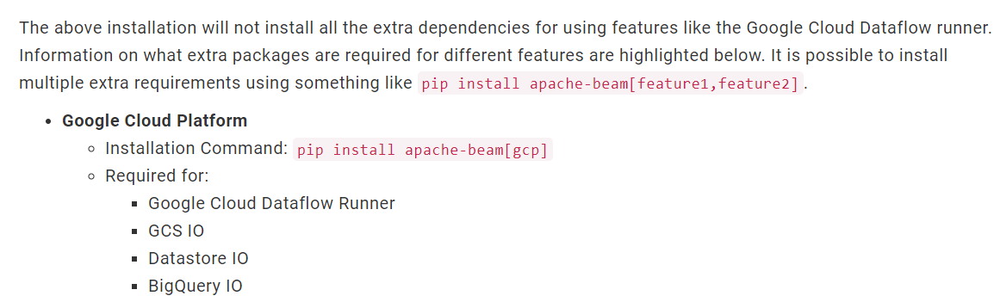 The above installation will not install all the extra dependencies for using features like the Google Cloud Dataflow runner.
Information on what extra packages are required for different features are highlighted below. It is possible to install
multiple extra requirements using something like pip install apache-beam[feature1,feature2] .
• Google Cloud Platform
◦ Installation Command: pip install apache-beam[gcp]
◦ Required for:
▪ Google Cloud Dataflow Runner
▪ GCS IO
▪ Datastore IO
▪ BigQuery IO